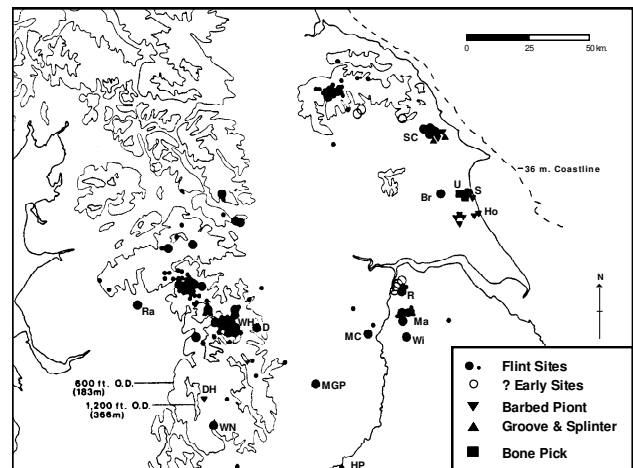 0 25 50 km.
SC
36 m. Coastline
Br
U
S
Ho
N
R
Ra
WH
D
Ma
MC
Wi
600 ft. O.D.
(183m)
DH
MGP
1,200 ft. O.D.
(366m)
WN
HP
Flint Sites
? Early Sites
Barbed Piont
Groove & Splinter
Bone Pick